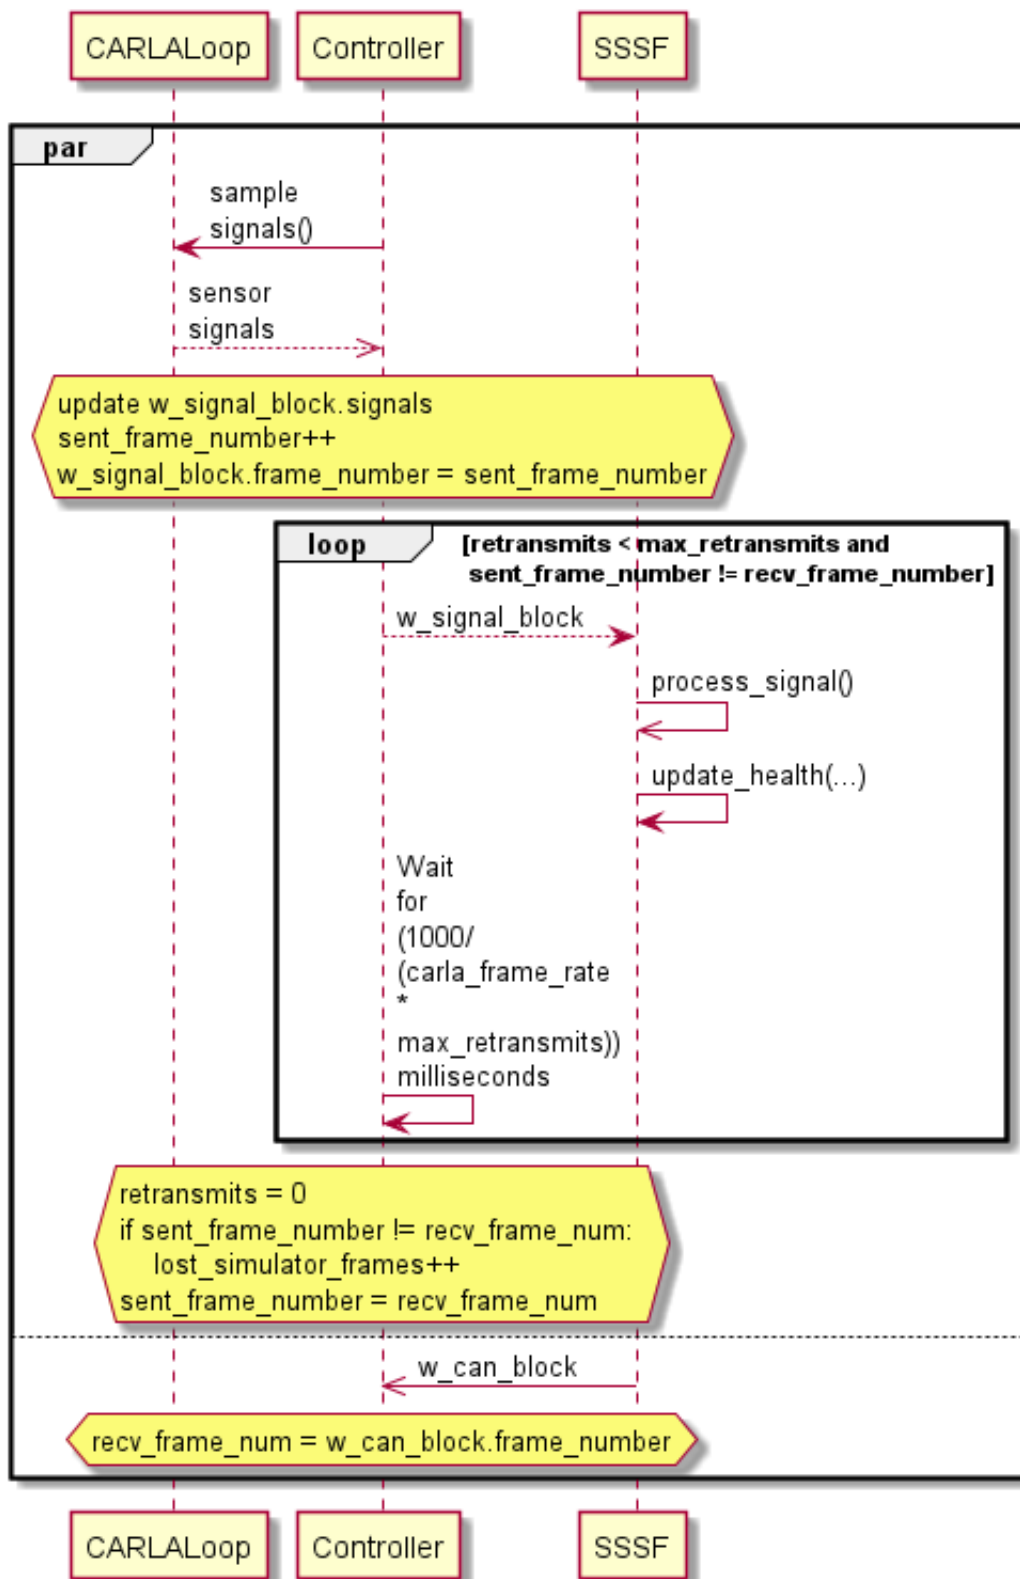 CARLALoop
Controller
SSSF
par
sample
signals()
sensor
signals
update w_signal_block.signals
sent_frame_number++
w_signal_block.frame_number = sent_frame_number
loop
[retransmits < max_retransmits and
sent_frame_number != recv_frame_number]
w_signal_block
process_signal()
update_health(...)
Wait
for
(1000/
(carla_frame_rate
*
max_retransmits))
milliseconds
retransmits = 0
if sent_frame_number != recv_frame_num:
lost_simulator_frames++
sent_frame_number = recv_frame_num
w_can_block
recv_frame_num = w_can_block.frame_number
CARLALoop
Controller
SSSF